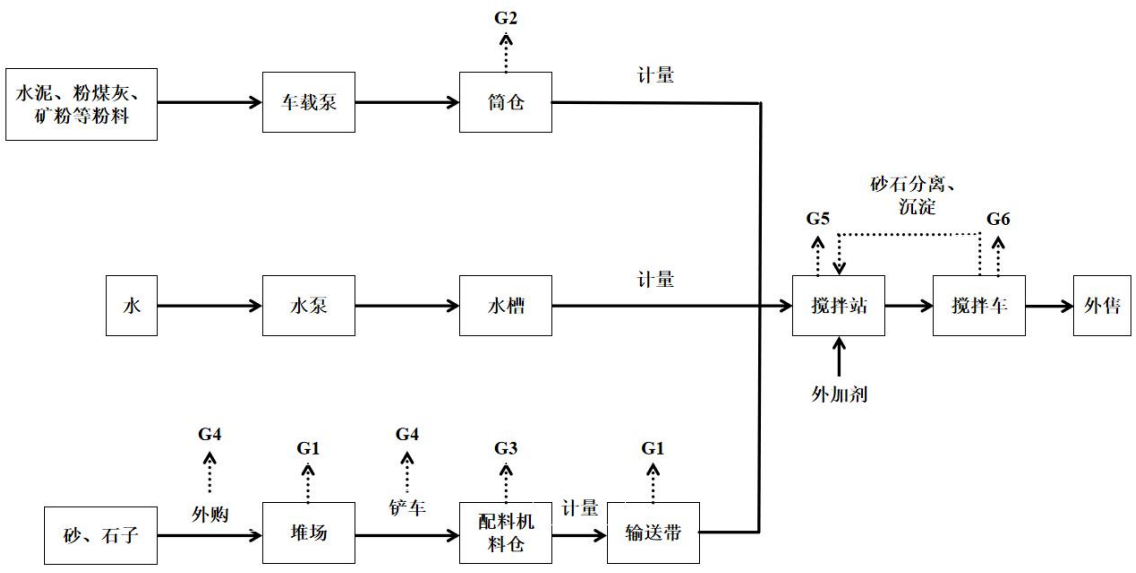 G2
计量
水泥、粉煤灰、
矿粉等粉料
车载泵
筒仓
砂石分离、
沉淀
G5
G6
计量
水
水泵
水槽
搅拌站
搅拌车
外售
外加剂
G4
G1
G4
G3
G1
外购
铲车
计量
砂、石子
堆场
配料机
料仓
输送带